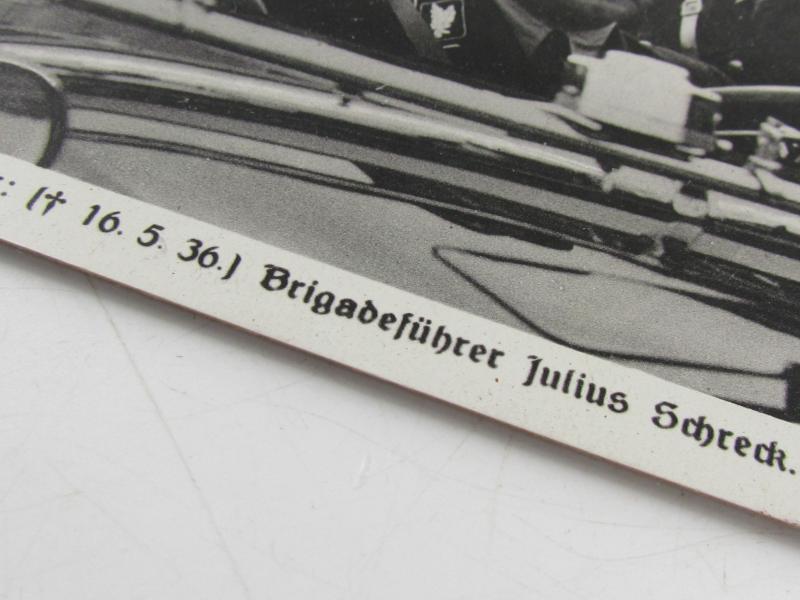 : († 16. 5. 36.) Brigadeführer Julius Schreck.